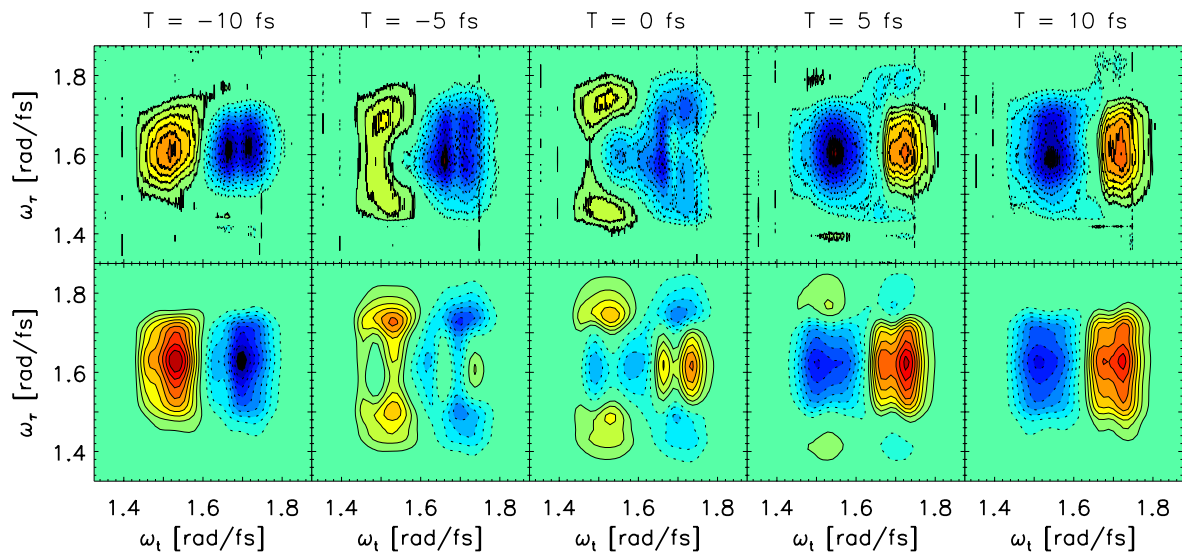 T = −10 fs
T = −5 fs
T = 0 fs
T = 5 fs
T = 10 fs
1.8
1.6
1.4
ω_τ [rad/fs]
1.8
1.6
1.4
ω_τ [rad/fs]
1.4 1.6 1.8
1.4 1.6 1.8
1.4 1.6 1.8
1.4 1.6 1.8
1.4 1.6 1.8
ω_t [rad/fs]
ω_t [rad/fs]
ω_t [rad/fs]
ω_t [rad/fs]
ω_t [rad/fs]